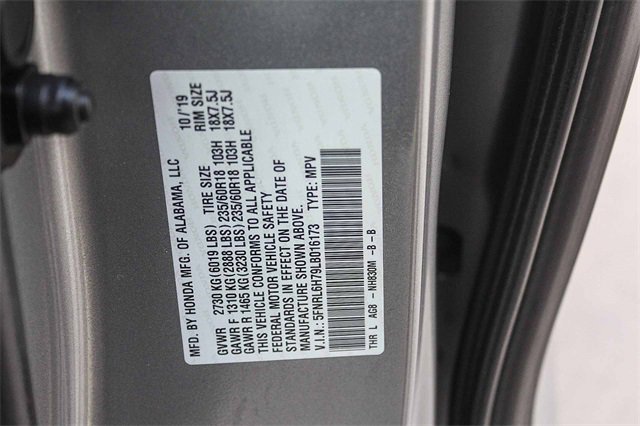 MFD. BY HONDA MFG. OF ALABAMA, LLC 10/'19
GVWR 2730 KG(6019 LBS) TIRE SIZE RIM SIZE
GAWR F 1310 KG(2888 LBS) 235/60R18 103H 18X7.5J
GAWR R 1465 KG(3230 LBS) 235/60R18 103H 18X7.5J
THIS VEHICLE CONFORMS TO ALL APPLICABLE
FEDERAL MOTOR VEHICLE SAFETY
STANDARDS IN EFFECT ON THE DATE OF
MANUFACTURE SHOWN ABOVE.
V.I.N.: 5FNRL6H79LB016173 TYPE: MPV
THR L AG8 - NH830M -B -B